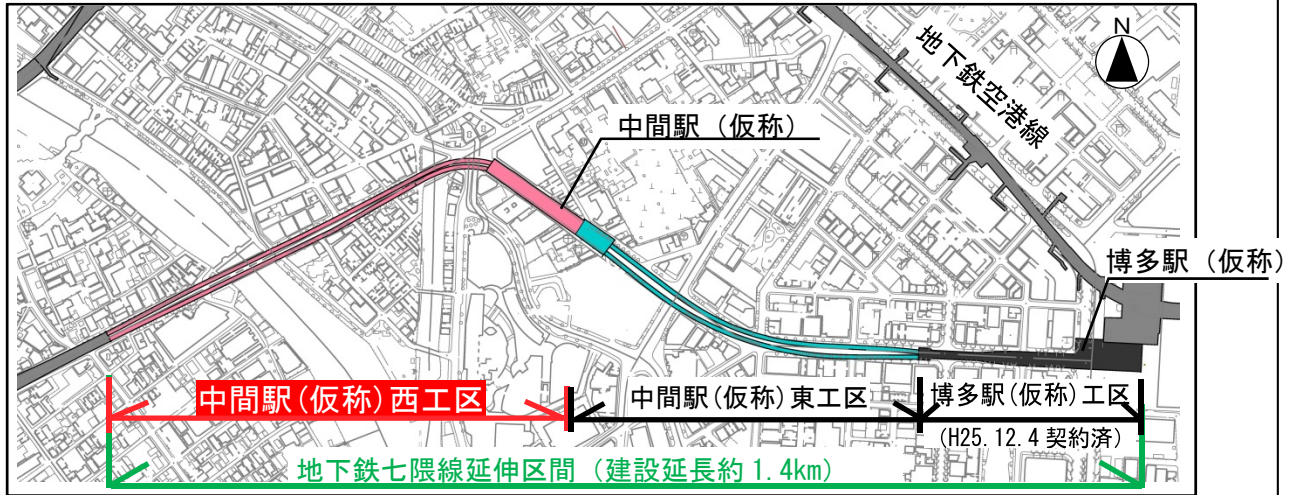 地下鉄空港線
N
中間駅（仮称）
博多駅（仮称）
中間駅(仮称)西工区
中間駅(仮称)東工区
博多駅(仮称)工区
(H25.12.4契約済)
地下鉄七隈線延伸区間（建設延長約1.4km）